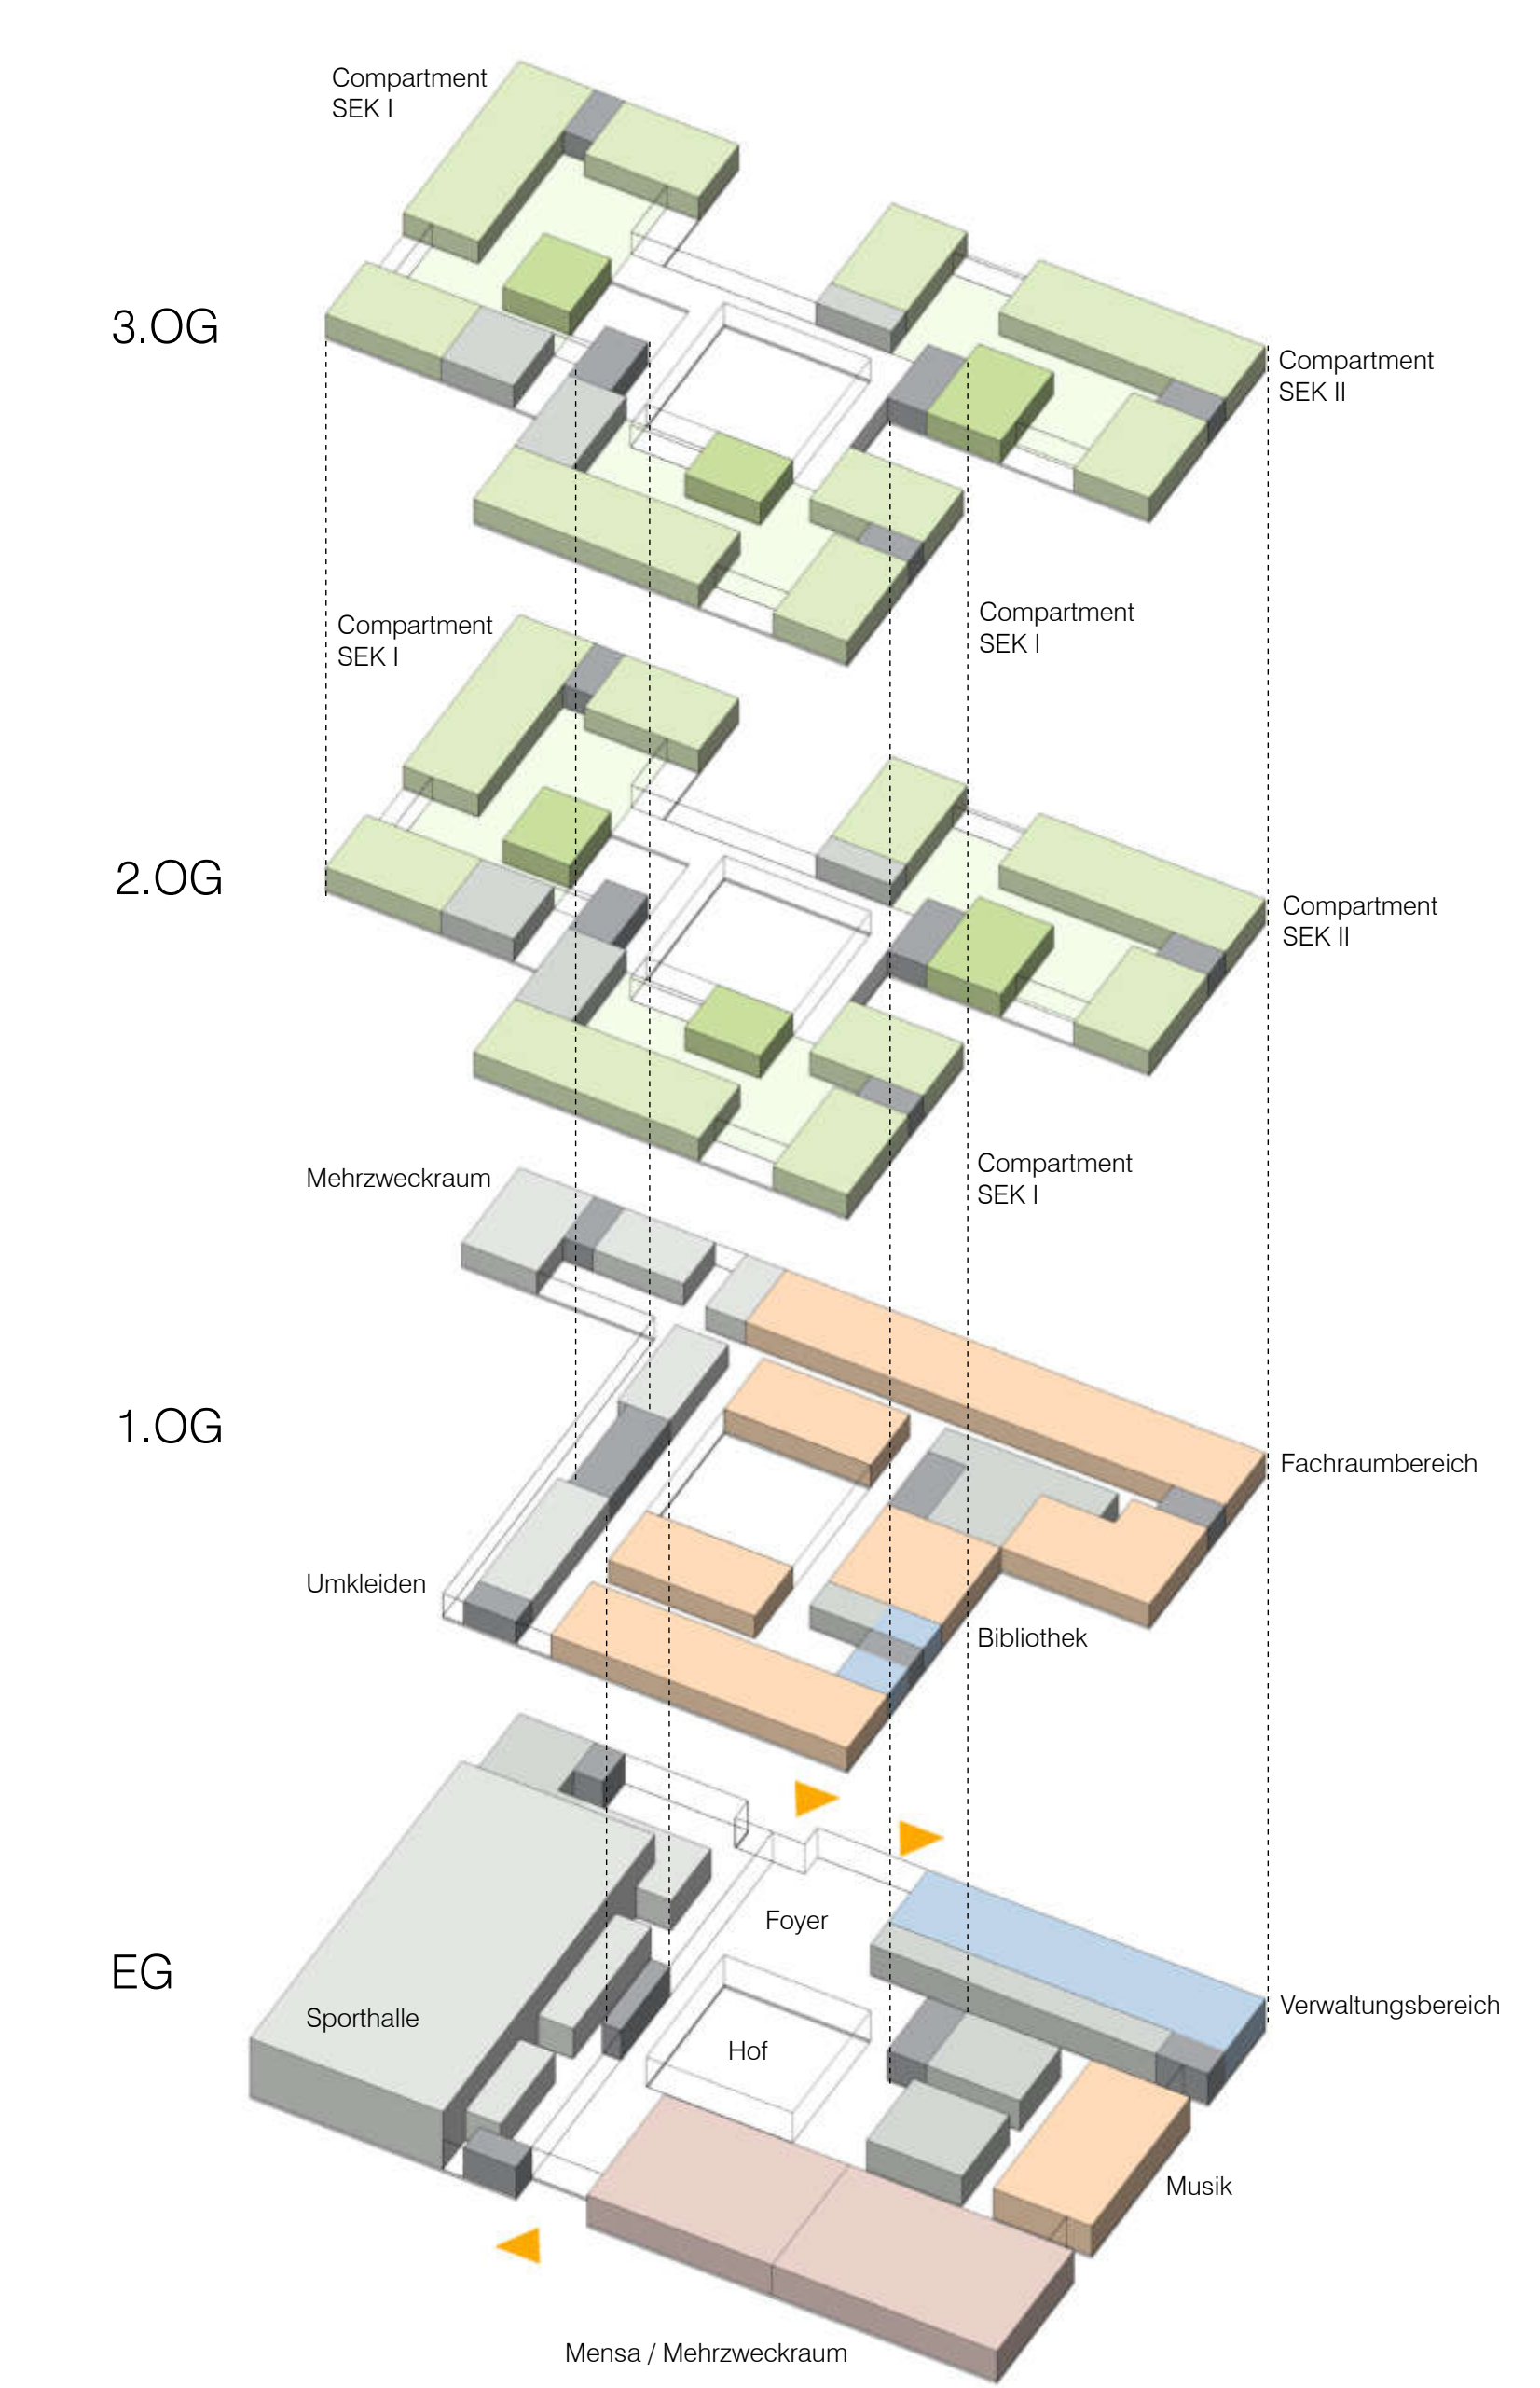 Compartment
SEK I
3.OG
Compartment
SEK II
Compartment
SEK I
Compartment
SEK I
2.OG
Compartment
SEK II
Compartment
SEK I
Mehrzweckraum
1.OG
Fachraumbereich
Umkleiden
Bibliothek
Foyer
EG
Sporthalle
Verwaltungsbereich
Hof
Musik
Mensa / Mehrzweckraum